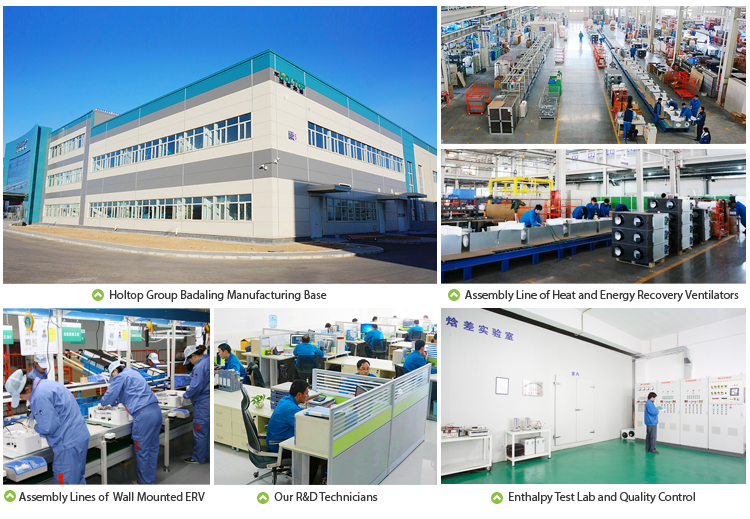 HOLTOP
Holtop Group Badaling Manufacturing Base
Assembly Line of Heat and Energy Recovery Ventilators
焓差实验室
Assembly Lines of Wall Mounted ERV
Our R&D Technicians
Enthalpy Test Lab and Quality Control